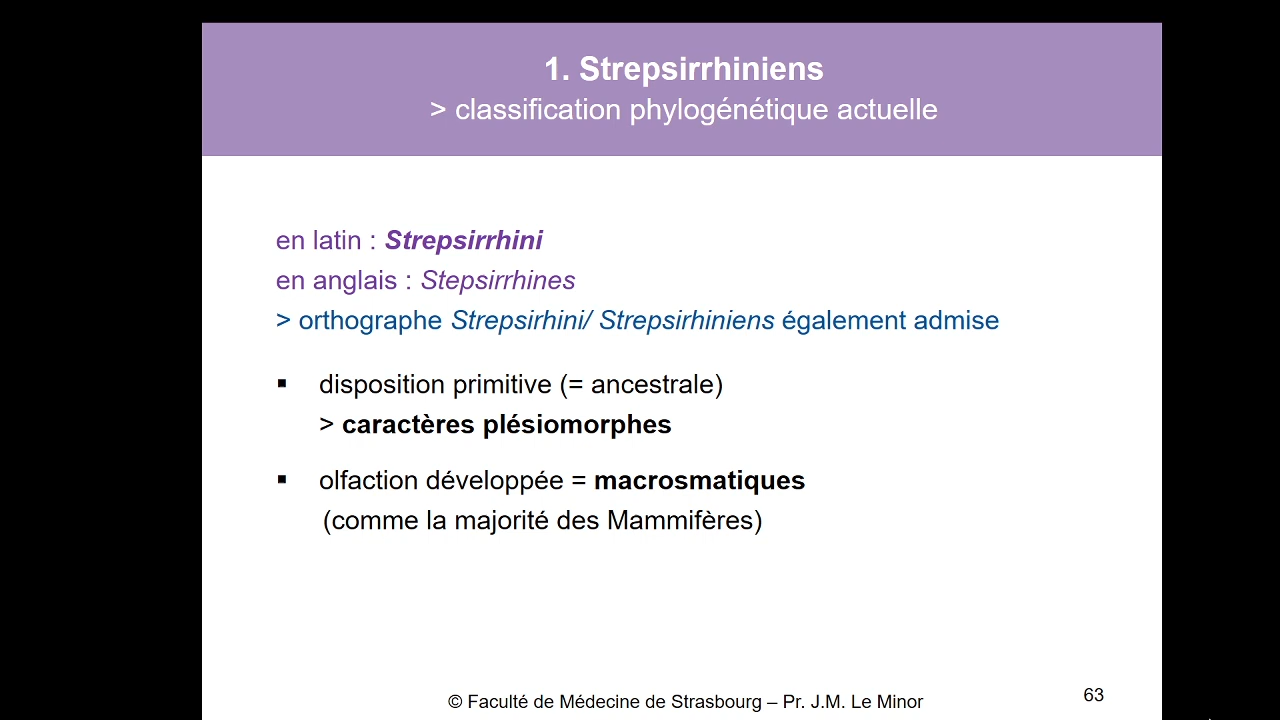 1. Strepsirrhiniens
> classification phylogénétique actuelle
en latin : Strepsirrhini
en anglais : Stepsirrhines
> orthographe Strepsirhini/ Strepsirhiniens également admise
▪ disposition primitive (= ancestrale)
> caractères plésiomorphes
▪ olfaction développée = macrosmatiques
(comme la majorité des Mammifères)
© Faculté de Médecine de Strasbourg – Pr. J.M. Le Minor
63